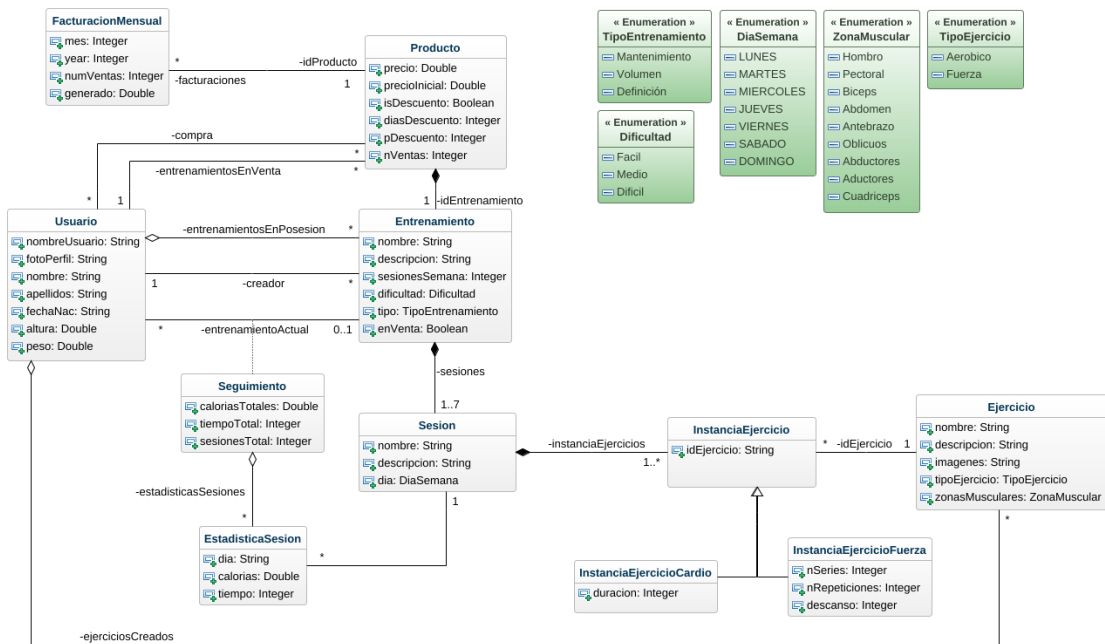 FacturacionMensual
mes: Integer
year: Integer
numVentas: Integer
generado: Double
*
-facturaciones
-idProducto
1
Producto
precio: Double
precioInicial: Double
isDescuento: Boolean
diasDescuento: Integer
pDescuento: Integer
nVentas: Integer
« Enumeration »
TipoEntrenamiento
Mantenimiento
Volumen
Definición
« Enumeration »
Dificultad
Facil
Medio
Dificil
« Enumeration »
DiaSemana
LUNES
MARTES
MIERCOLES
JUEVES
VIERNES
SABADO
DOMINGO
« Enumeration »
ZonaMuscular
Hombro
Pectoral
Biceps
Abdomen
Antebrazo
Oblicuos
Abductores
Aductores
Cuadriceps
« Enumeration »
TipoEjercicio
Aerobico
Fuerza
-compra
*
-entrenamientosEnVenta
*
*
1
1
-idEntrenamiento
Usuario
nombreUsuario: String
fotoPerfil: String
nombre: String
apellidos: String
fechaNac: String
altura: Double
peso: Double
-entrenamientosEnPosesion
*
1
-creador
*
*
-entrenamientoActual
0..1
Entrenamiento
nombre: String
descripcion: String
sesionesSemana: Integer
dificultad: Dificultad
tipo: TipoEntrenamiento
enVenta: Boolean
-sesiones
1..7
Seguimiento
caloriasTotales: Double
tiempoTotal: Integer
sesionesTotal: Integer
-estadisticasSesiones
*
Sesion
nombre: String
descripcion: String
dia: DiaSemana
1
-instanciaEjercicios
1..*
InstanciaEjercicio
idEjercicio: String
*
-idEjercicio
1
Ejercicio
nombre: String
descripcion: String
imagenes: String
tipoEjercicio: TipoEjercicio
zonasMusculares: ZonaMuscular
*
EstadisticaSesion
dia: String
calorias: Double
tiempo: Integer
*
InstanciaEjercicioCardio
duracion: Integer
InstanciaEjercicioFuerza
nSeries: Integer
nRepeticiones: Integer
descanso: Integer
-ejerciciosCreados